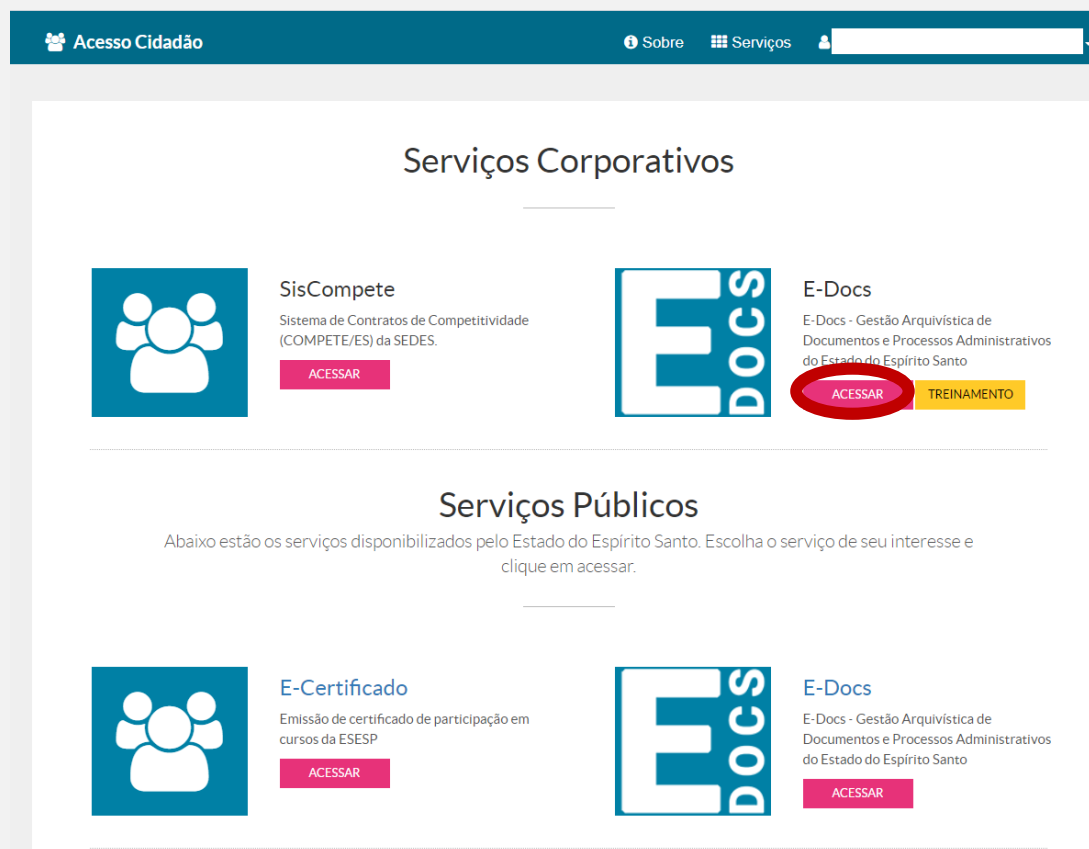 Acesso Cidadão
Sobre
Serviços
Serviços Corporativos
E DOCS
SisCompete
Sistema de Contratos de Competitividade
(COMPETE/ES) da SEDES.
ACESSAR
E-Docs
E-Docs - Gestão Arquivística de
Documentos e Processos Administrativos
do Estado do Espírito Santo
ACESSAR
TREINAMENTO
Serviços Públicos
Abaixo estão os serviços disponibilizados pelo Estado do Espírito Santo. Escolha o serviço de seu interesse e
clique em acessar.
E-Certificado
Emissão de certificado de participação em
cursos da ESESP
ACESSAR
E DOCS
E-Docs
E-Docs - Gestão Arquivística de
Documentos e Processos Administrativos
do Estado do Espírito Santo
ACESSAR